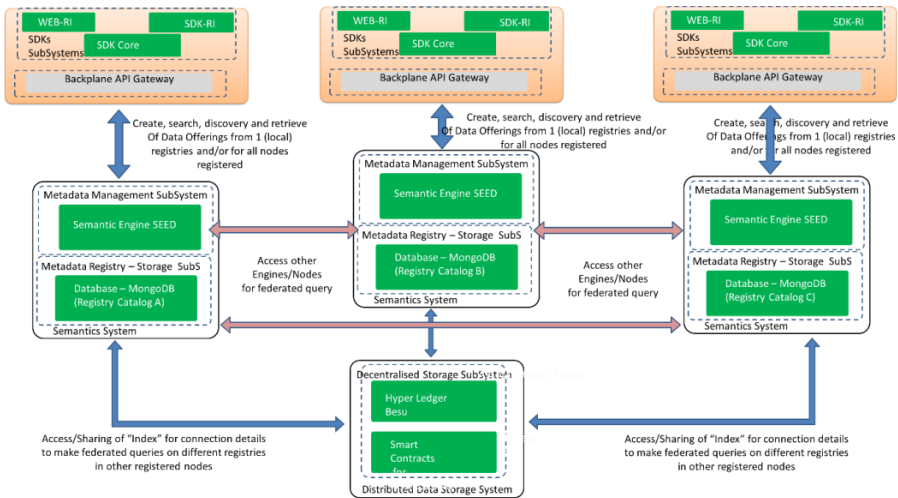 WEB-RI
SDK-RI
SDKs
SubSystems
SDK Core
Backplane API Gateway
WEB-RI
SDK-RI
SDKs
SubSystems
SDK Core
Backplane API Gateway
WEB-RI
SDK-RI
SDKs
SubSystems
SDK Core
Backplane API Gateway
Create, search, discovery and retrieve
Of Data Offerings from 1 (local)
registries and/or for all nodes
registered
Create, search, discovery and retrieve
Of Data Offerings from 1 (local) registries and/or
for all nodes registered
Create, search, discovery and retrieve
Of Data Offerings from 1 (local) registries
and/or for all nodes registered
Metadata Management SubSystem
Semantic Engine SEED
Metadata Registry – Storage SubS
Database – MongoDB
(Registry Catalog A)
Semantics System
Metadata Management SubSystem
Semantic Engine SEED
Metadata Registry – Storage SubS
Database – MongoDB
(Registry Catalog B)
Semantics System
Metadata Management SubSystem
Semantic Engine SEED
Metadata Registry – Storage SubS
Database – MongoDB
(Registry Catalog C)
Semantics System
Access other
Engines/Nodes
for federated query
Access other
Engines/Nodes
for federated query
Decentralised Storage SubSystem
Hyper Ledger
Besu
Smart
Contracts
for
Distributed Data Storage System
Access/Sharing of “Index” for connection details
to make federated queries on different registries
in other registered nodes
Access/Sharing of “Index” for connection details
to make federated queries on different registries
in other registered nodes